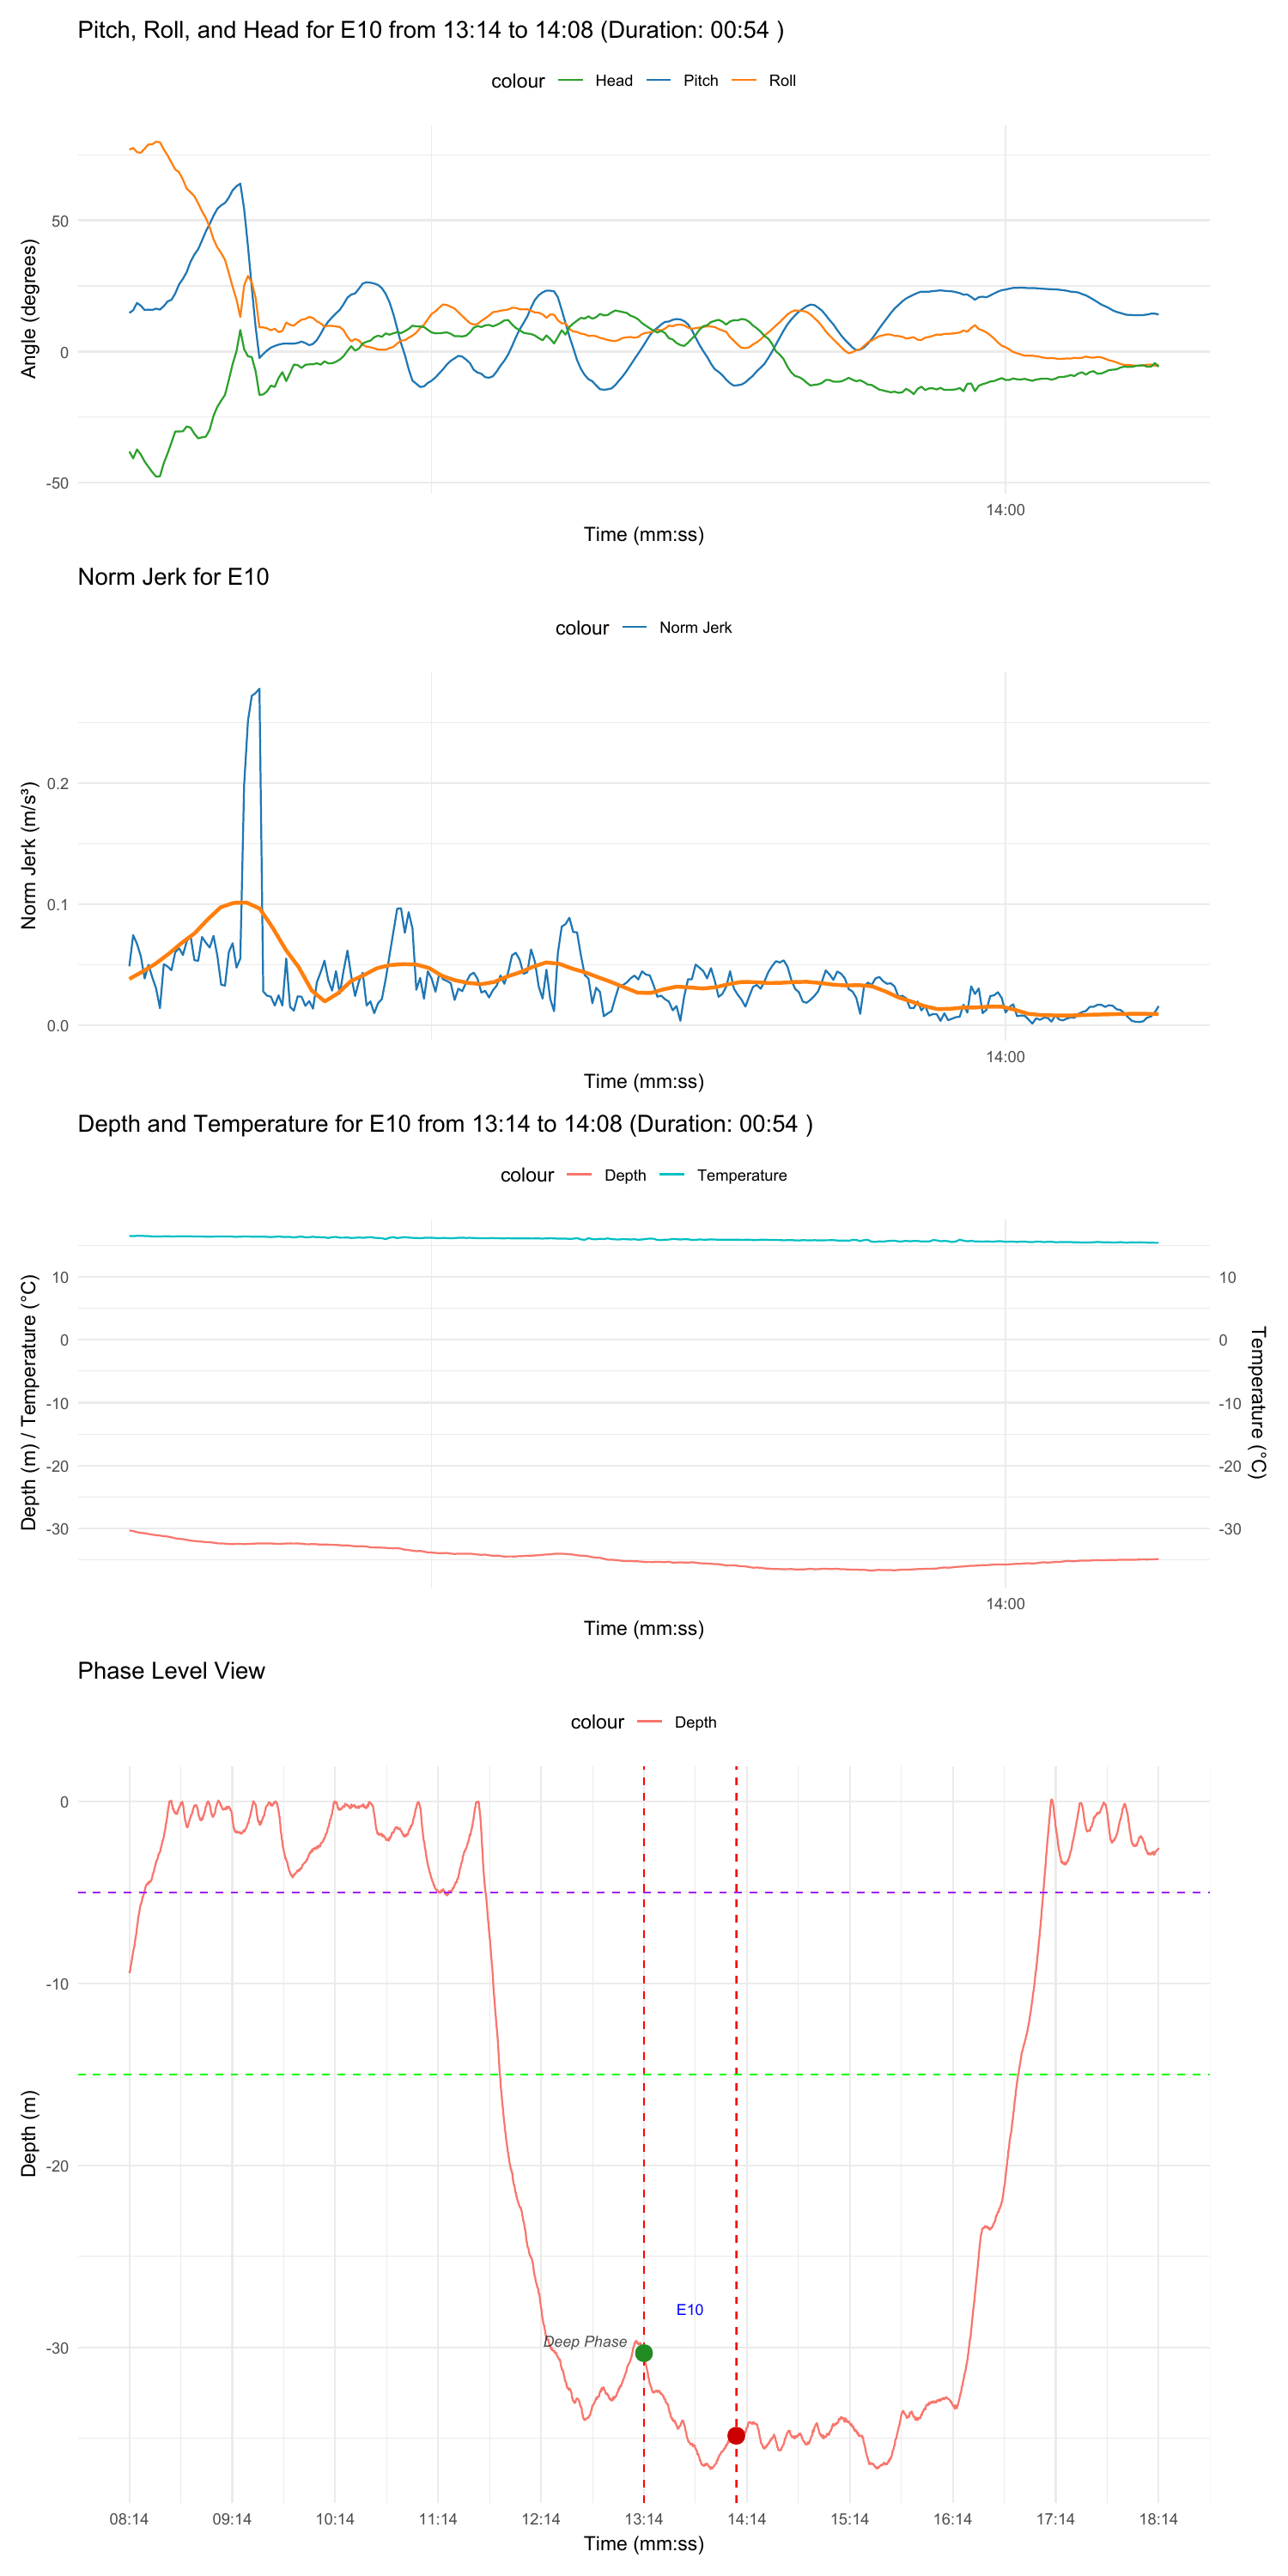 Pitch, Roll, and Head for E10 from 13:14 to 14:08 (Duration: 00:54 )
colour Head Pitch Roll
Angle (degrees)
50
0
-50
14:00
Time (mm:ss)
Norm Jerk for E10
colour Norm Jerk
Norm Jerk (m/s³)
0.2
0.1
0.0
14:00
Time (mm:ss)
Depth and Temperature for E10 from 13:14 to 14:08 (Duration: 00:54 )
colour Depth Temperature
Depth (m) / Temperature (°C)
10
0
-10
-20
-30
10
0
-10
-20
-30
Temperature (°C)
14:00
Time (mm:ss)
Phase Level View
colour Depth
Depth (m)
0
-10
-20
-30
E10
Deep Phase
08:14 09:14 10:14 11:14 12:14 13:14 14:14 15:14 16:14 17:14 18:14
Time (mm:ss)